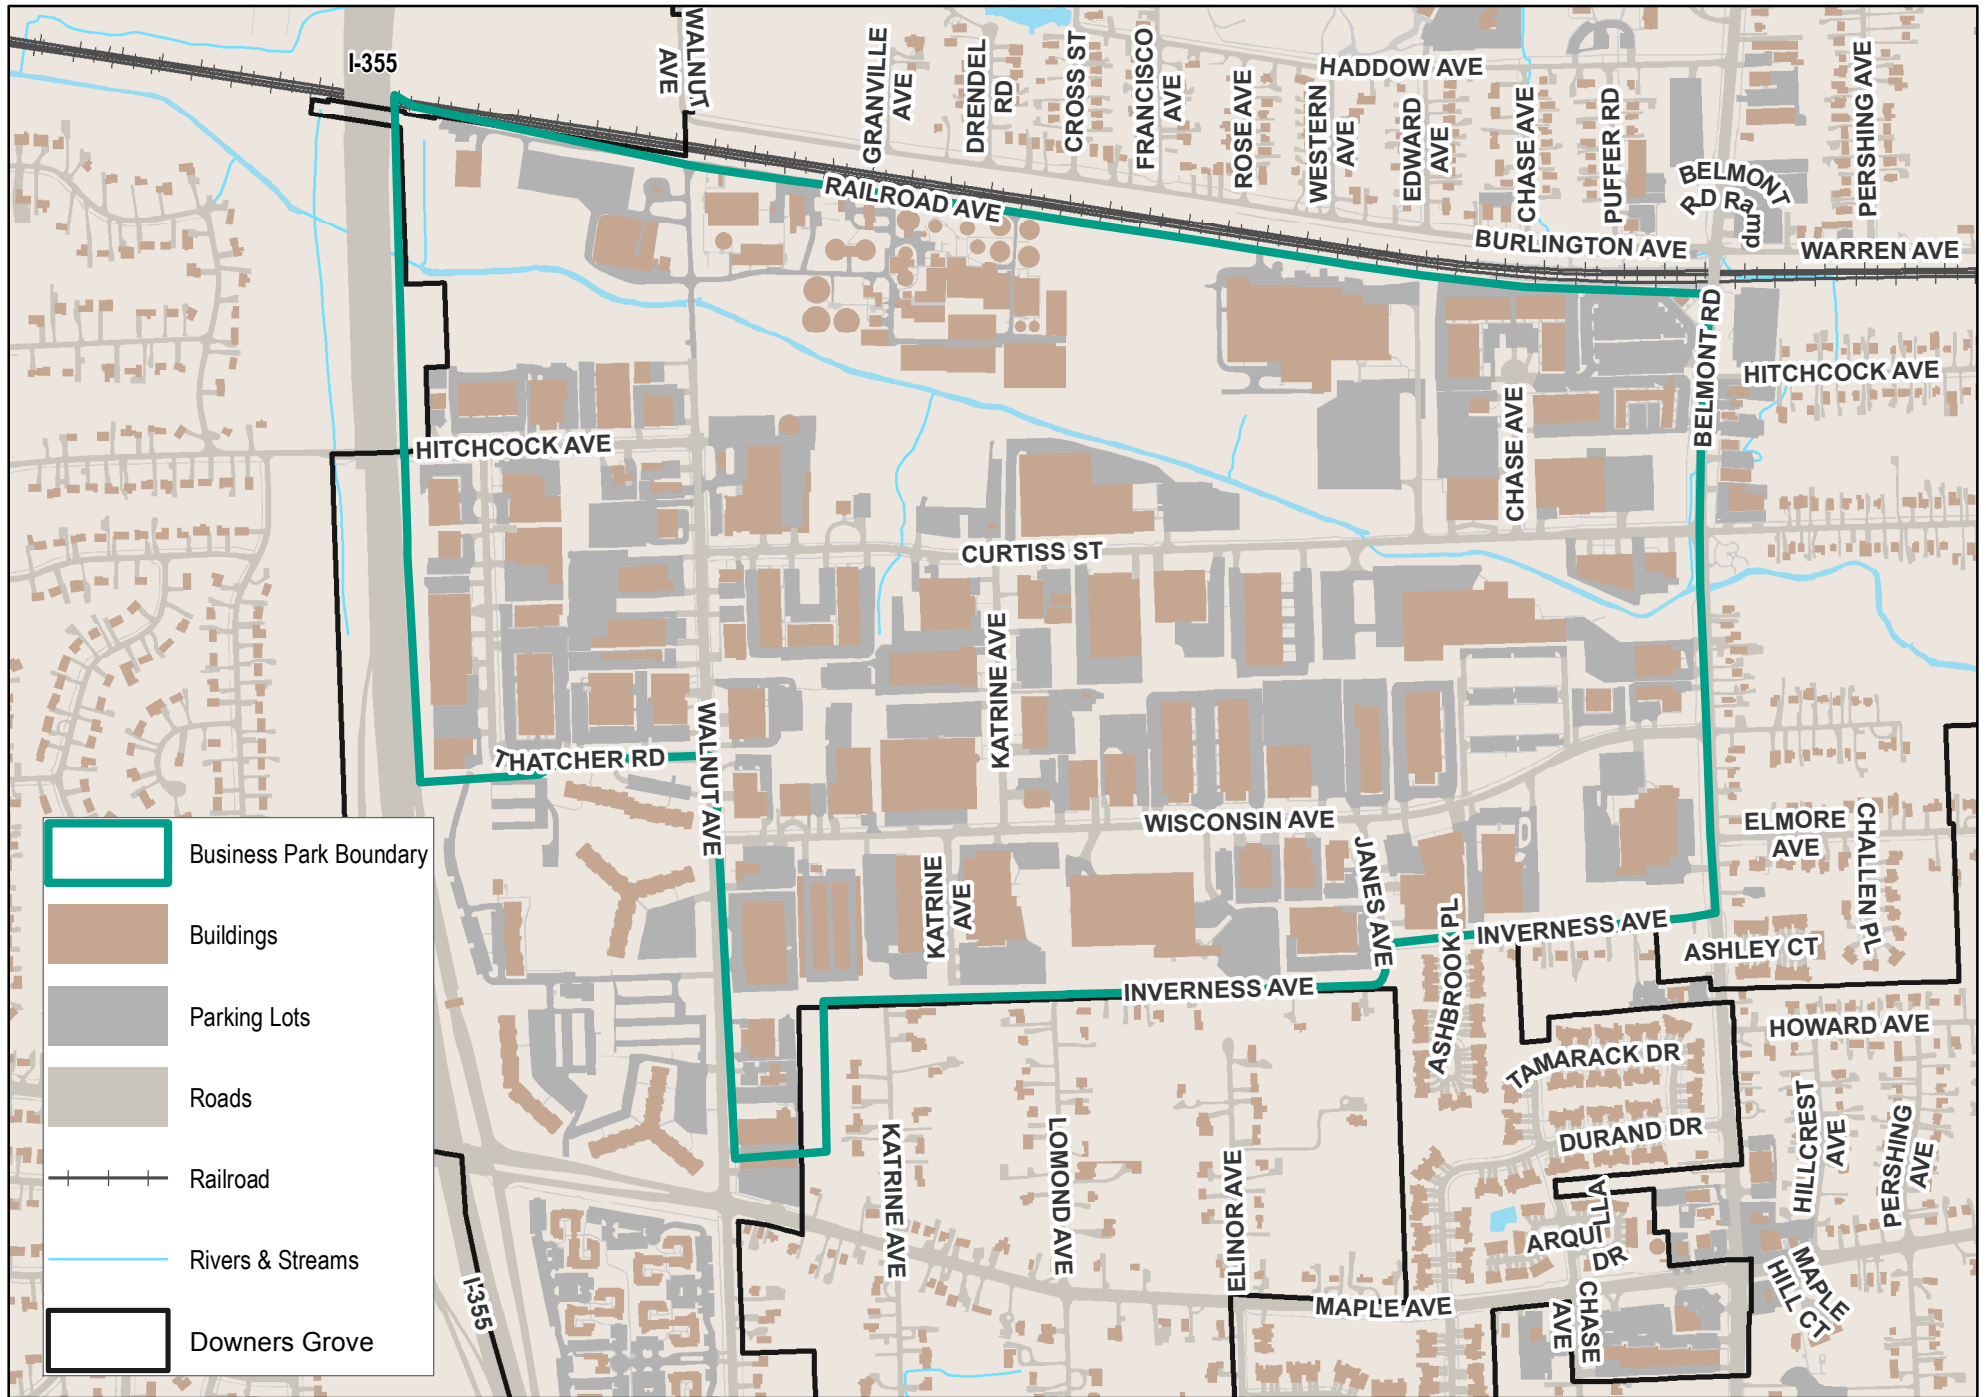 I-355
WALNUT
AVE
GRANVILLE
AVE
DRENDEL
RD
CROSS ST
FRANCISCO
AVE
ROSE AVE
WESTERN
AVE
HADDOW AVE
EDWARD
AVE
CHASE AVE
PUFFER RD
BELMONT
RD Ramp
PERSHING AVE
RAILROAD AVE
BURLINGTON AVE
WARREN AVE
BELMONT RD
HITCHCOCK AVE
HITCHCOCK AVE
CHASE AVE
CURTISS ST
KATRINE AVE
THATCHER RD
WALNUT AVE
WISCONSIN AVE
JANES AVE
KATRINE
AVE
ASHBROOK PL
INVERNESS AVE
INVERNESS AVE
ELMORE
AVE
CHALLEN PL
ASHLEY CT
HOWARD AVE
TAMARACK DR
DURAND DR
HILLCREST
AVE
PERSHING
AVE
KATRINE AVE
LOMOND AVE
ELINOR AVE
ARQUILLA
DR
MAPLE AVE
CHASE
AVE
MAPLE
HILL CT
I-355
Business Park Boundary
Buildings
Parking Lots
Roads
Railroad
Rivers & Streams
Downers Grove